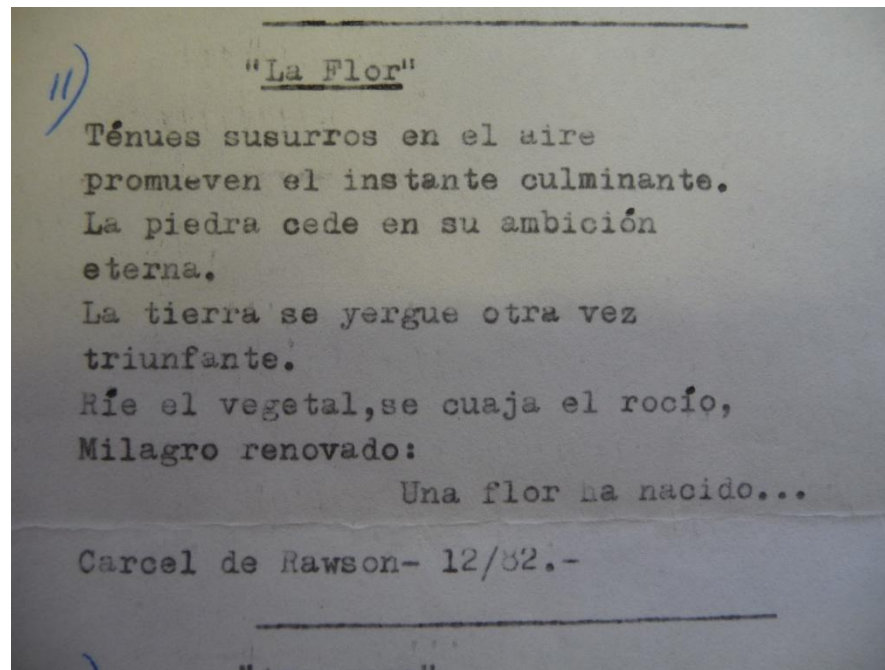 11)
"La Flor"
Ténues susurros en el aire
promueven el instante culminante.
La piedra cede en su ambición
eterna.
La tierra se yergue otra vez
triunfante.
Ríe el vegetal,se cuaja el rocío,
Milagro renovado:
Una flor ha nacido...
Carcel de Rawson- 12/82.-